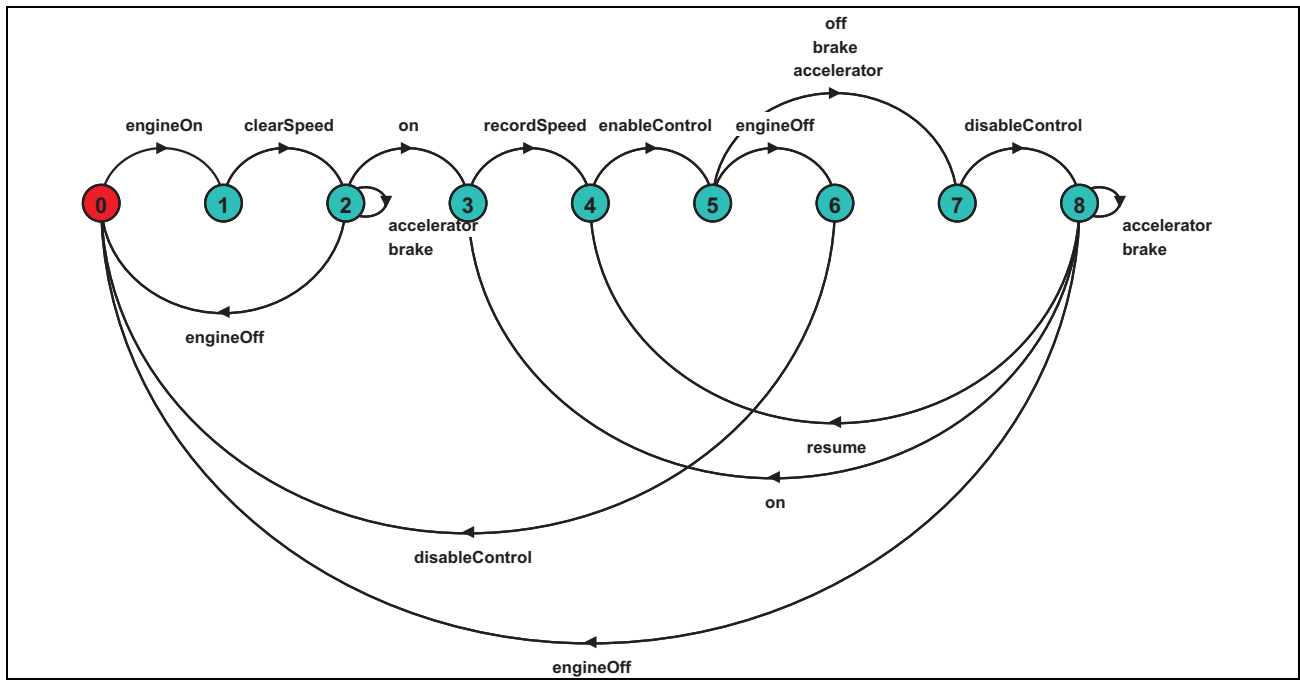 off
brake
accelerator
engineOn
clearSpeed
on
recordSpeed
enableControl
engineOff
disableControl
0
1
2
3
4
5
6
7
8
accelerator
brake
accelerator
brake
engineOff
resume
on
disableControl
engineOff